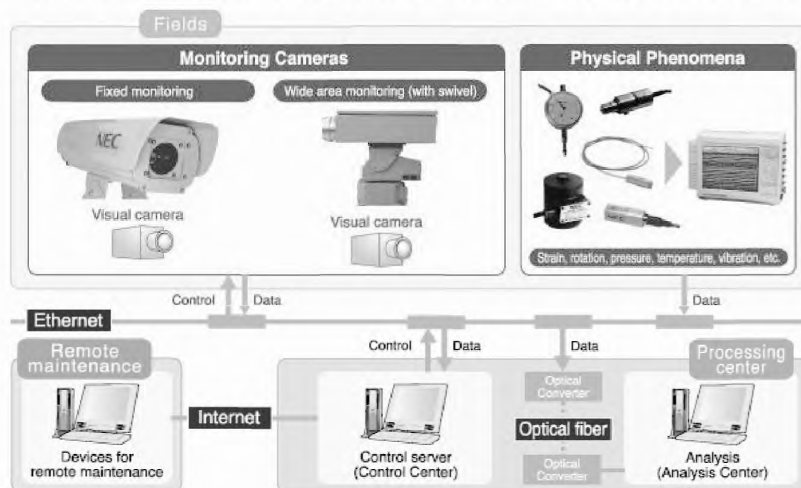 Fields
Monitoring Cameras
Physical Phenomena
Fixed monitoring
Wide area monitoring (with swivel)
NEC
Visual camera
Visual camera
Strain, rotation, pressure, temperature, vibration, etc.
Control
Data
Data
Ethernet
Control
Data
Data
Remote
maintenance
Processing
center
Optical
Converter
Internet
Optical fiber
Devices for
remote maintenance
Control server
(Control Center)
Optical
Converter
Analysis
(Analysis Center)